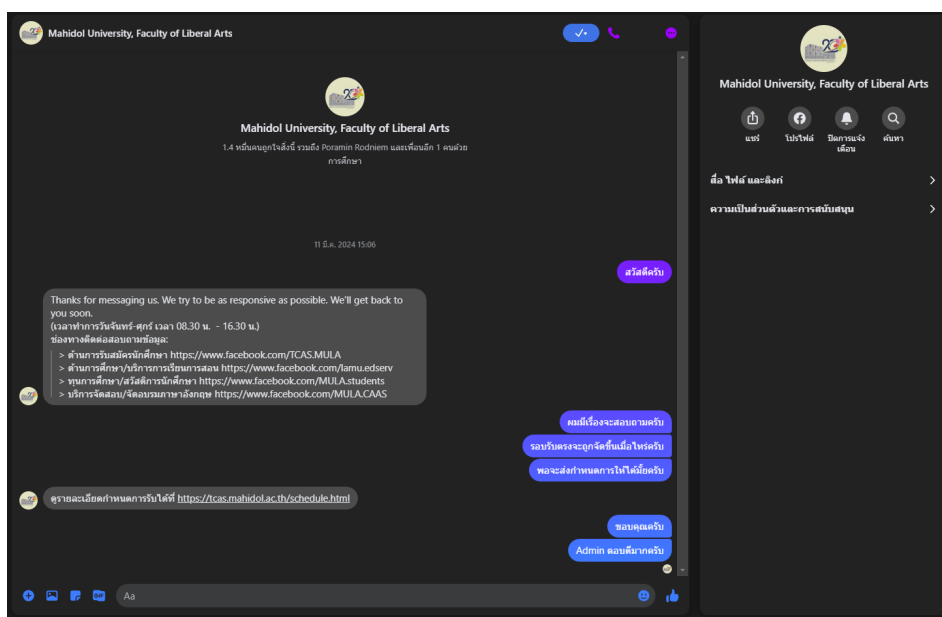 Mahidol University, Faculty of Liberal Arts
Mahidol University, Faculty of Liberal Arts
1.4 หมื่นคนถูกใจสิ่งนี้ รวมถึง Poramin Rodniem และเพื่อนอีก 1 คนด้วย
การศึกษา
11 มี.ค. 2024 15:06
สวัสดีครับ
Thanks for messaging us. We try to be as responsive as possible. We'll get back to
you soon.
(เวลาทำการวันจันทร์-ศุกร์ เวลา 08.30 น. - 16.30 น.)
ช่องทางติดต่อสอบถามข้อมูล:
> ด้านการรับสมัครนักศึกษา https://www.facebook.com/TCAS.MULA
> ด้านการศึกษา/บริการการเรียนการสอน https://www.facebook.com/lamu.edserv
> ทุนการศึกษา/สวัสดิการนักศึกษา https://www.facebook.com/MULA.students
> บริการจัดสอบ/จัดอบรมภาษาอังกฤษ https://www.facebook.com/MULA.CAAS
ผมมีเรื่องจะสอบถามครับ
รอบรับตรงจะถูกจัดขึ้นเมื่อไหร่ครับ
พอจะส่งกำหนดการให้ได้มั้ยครับ
ดูรายละเอียดกำหนดการรับได้ที่ https://tcas.mahidol.ac.th/schedule.html
ขอบคุณครับ
Admin ตอบดีมากครับ
Aa
Mahidol University, Faculty of Liberal Arts
แชร์
โปรไฟล์
ปิดการแจ้ง
เตือน
ค้นหา
สื่อ ไฟล์ และลิงก์
ความเป็นส่วนตัวและการสนับสนุน